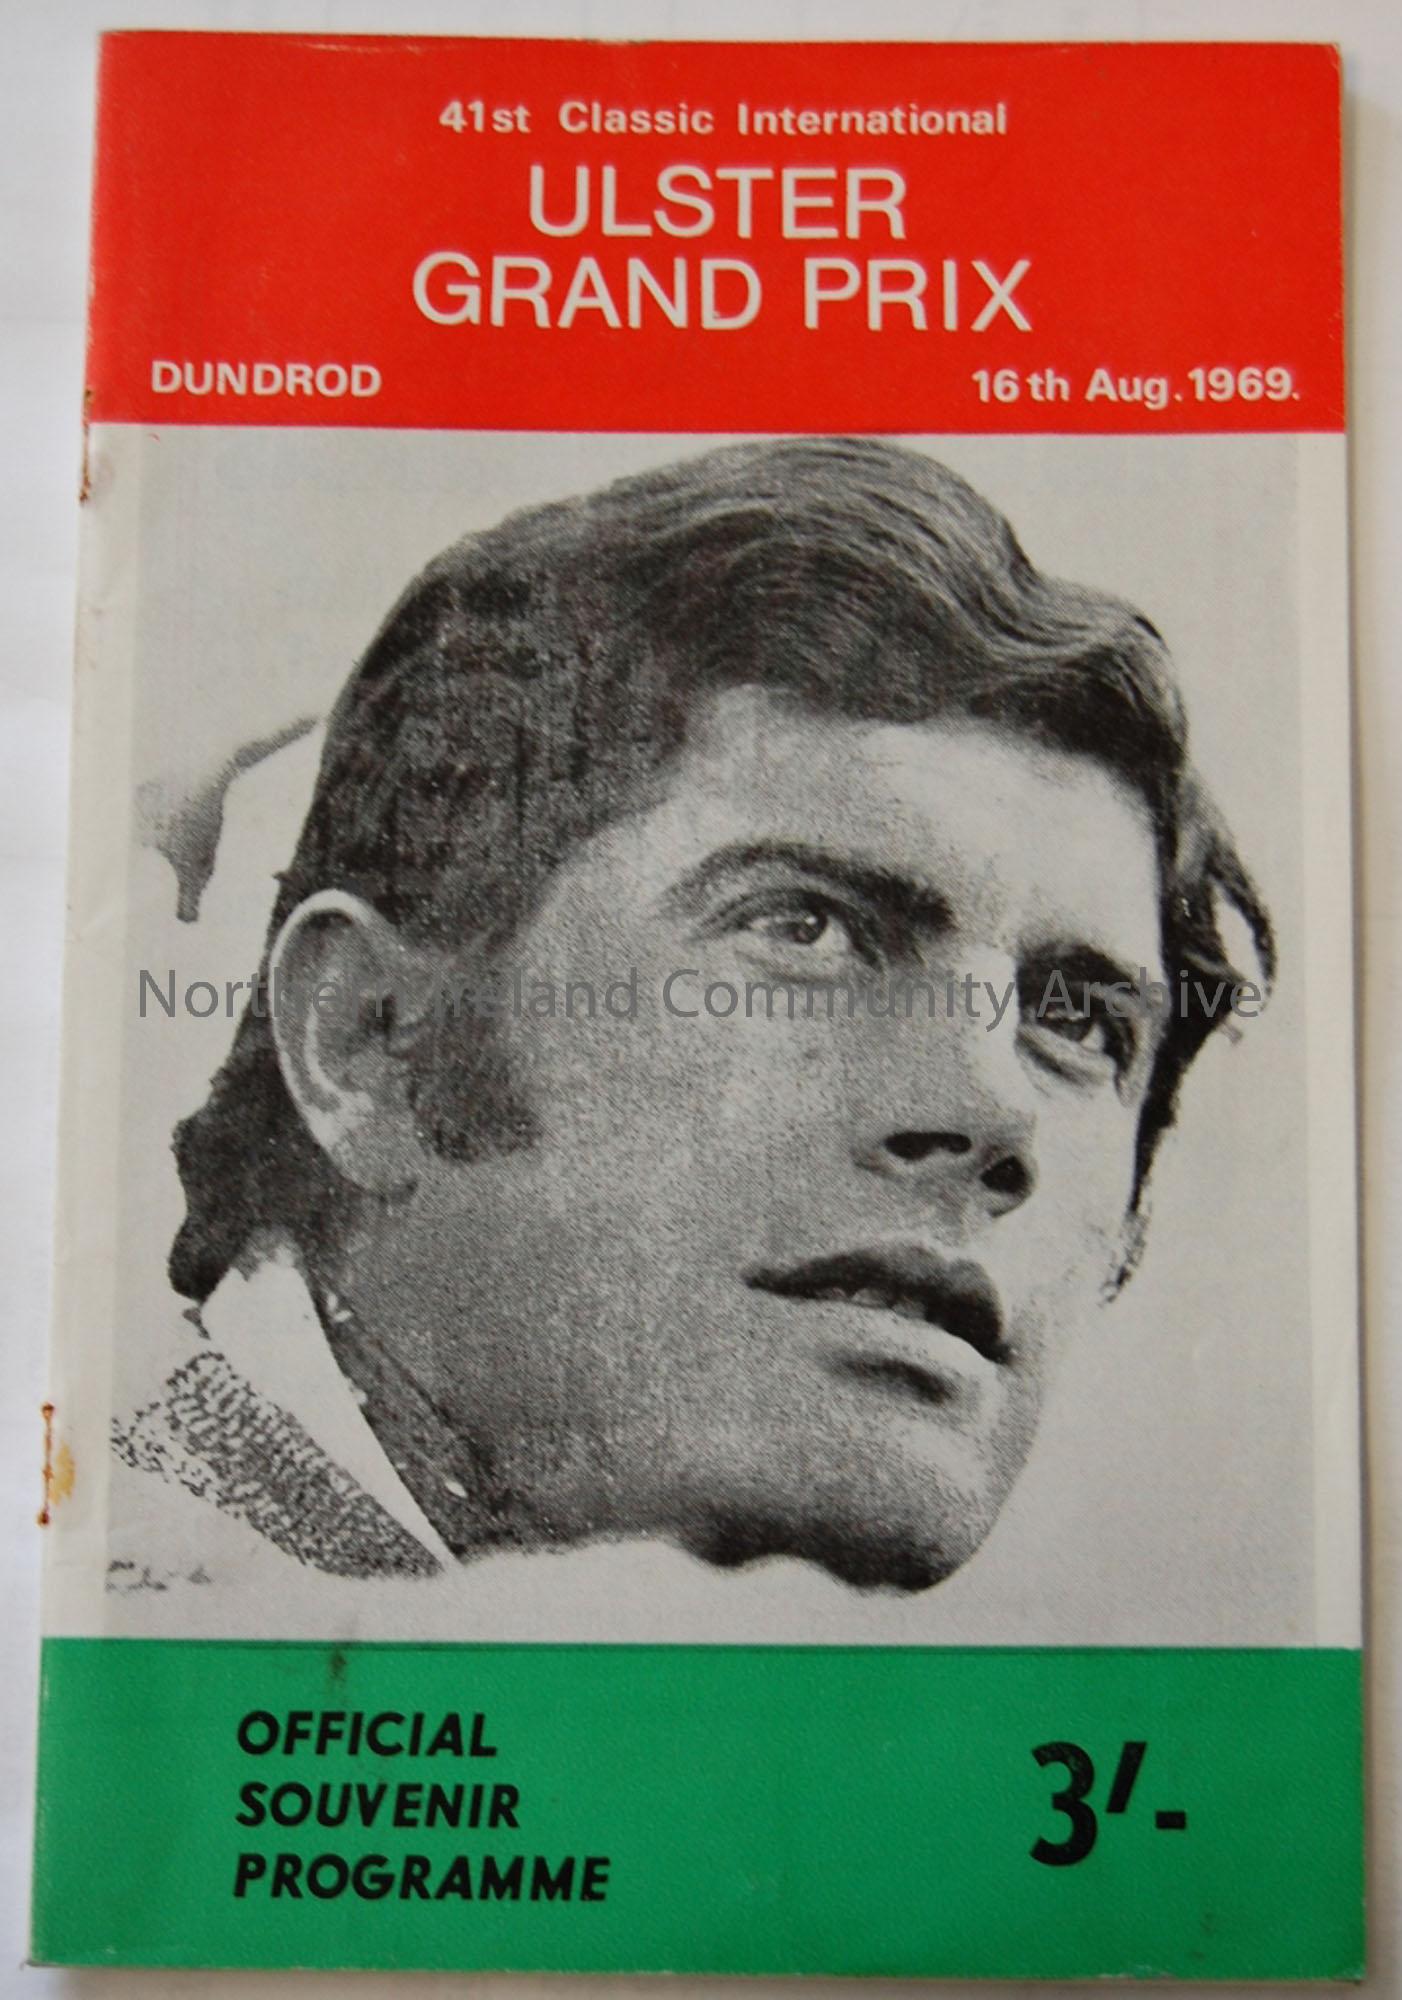 41st Classic International
ULSTER
GRAND PRIX
DUNDROD 16th Aug. 1969.
Northern Ireland Community Archive
OFFICIAL
SOUVENIR
PROGRAMME
3/-